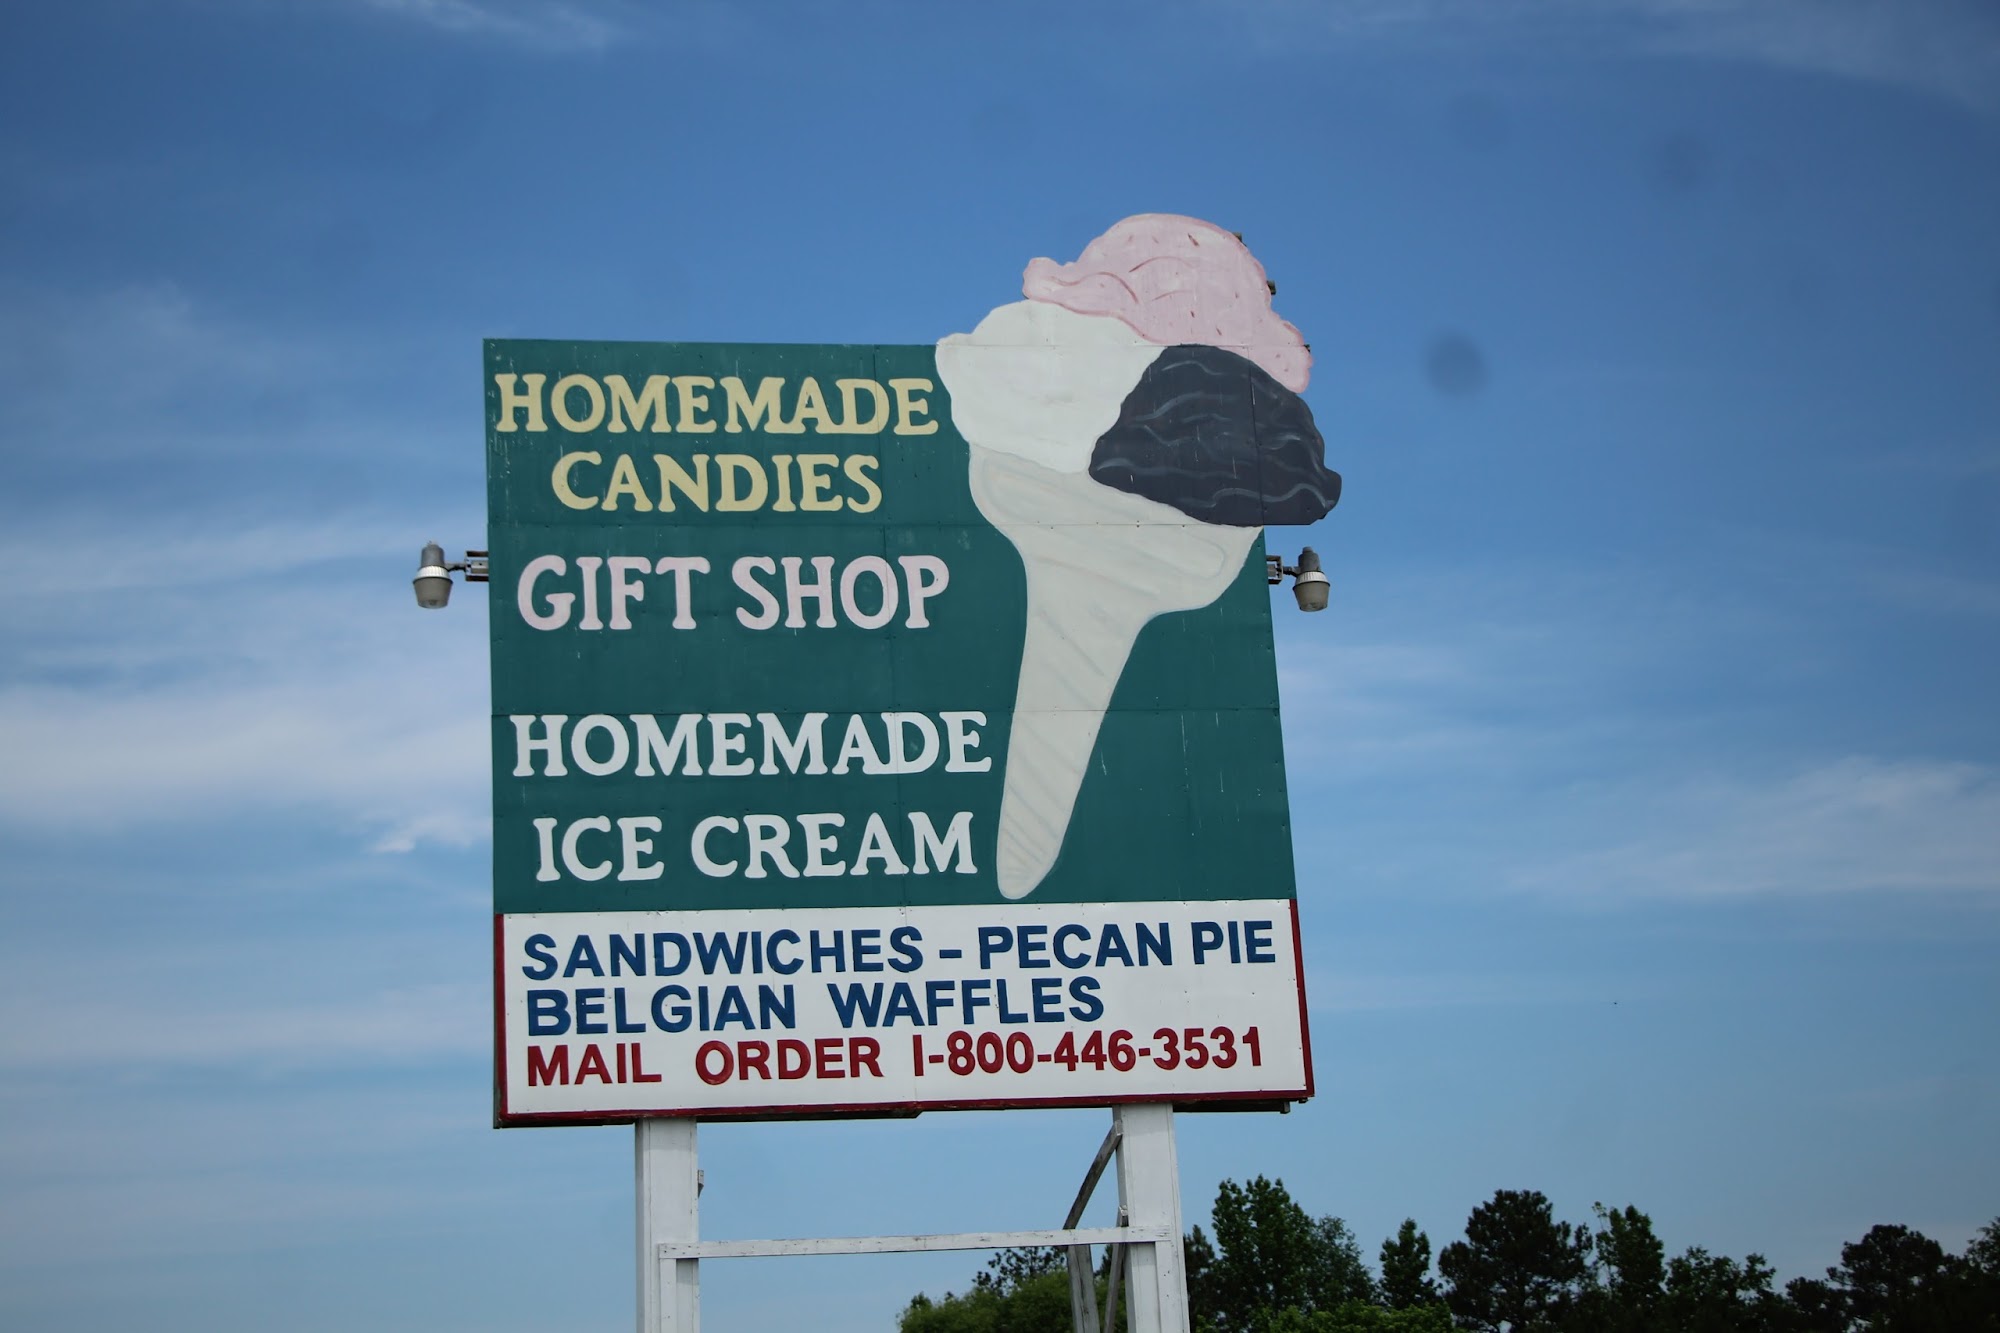 HOMEMADE
CANDIES
GIFT SHOP
HOMEMADE
ICE CREAM
SANDWICHES - PECAN PIE
BELGIAN WAFFLES
MAIL ORDER 1-800-446-3531